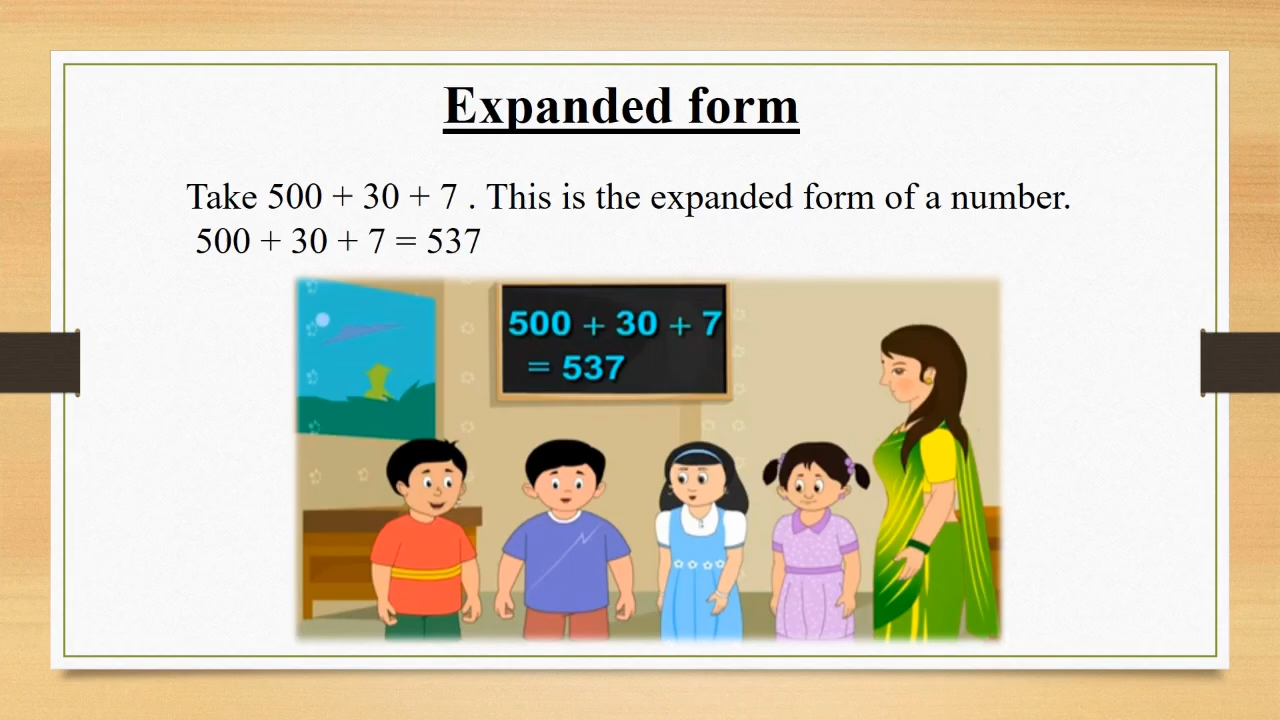 Expanded form
Take 500 + 30 + 7 . This is the expanded form of a number.
500 + 30 + 7 = 537
500 + 30 + 7
= 537